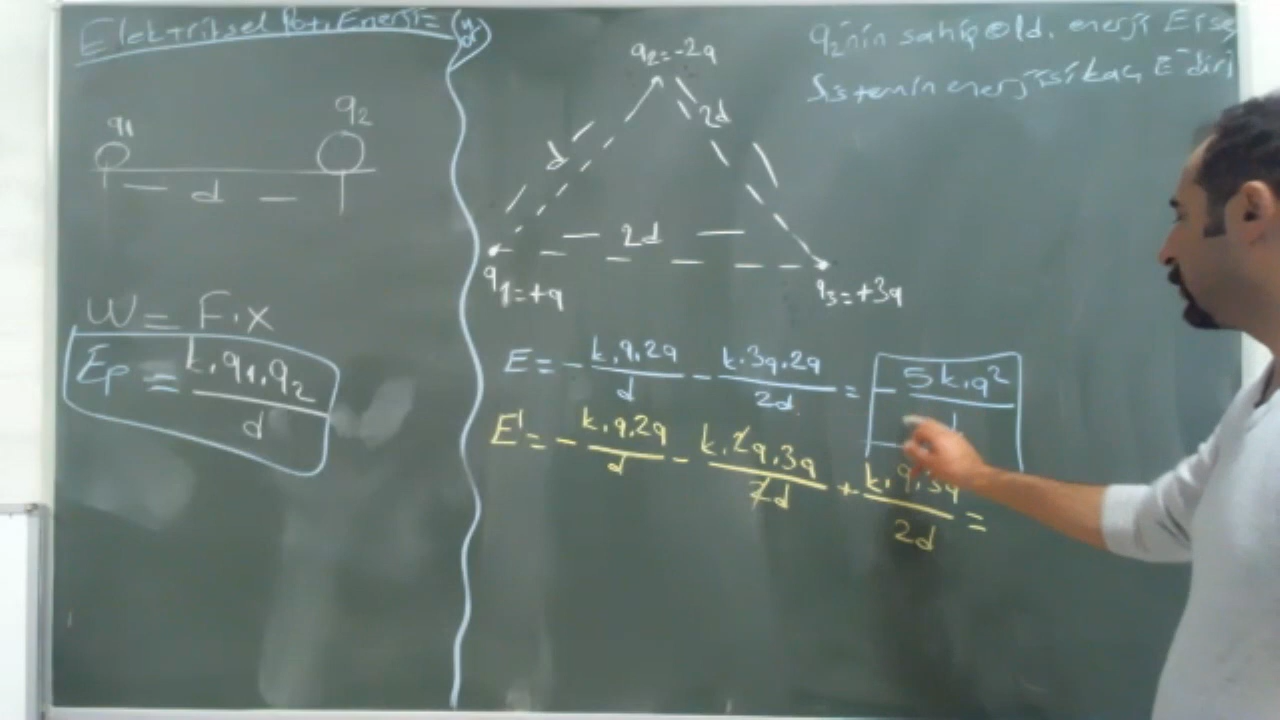 Elektriksel Pot. Enerji =
q₂'nin sahip old. enerji E ise
Sistemin enerjisi kaç E dir
q₂=-2q
d
2d
2d
q₁=+q
q₃=+3q
q₁
q₂
d
W = F.x
Ep = k.q₁.q₂ / d
E = - k.q.2q / d - k.3q.2q / 2d = - 5k.q² / d
E' = - k.q.2q / d - k.2q.3q / 2d + k.q.3q / 2d =